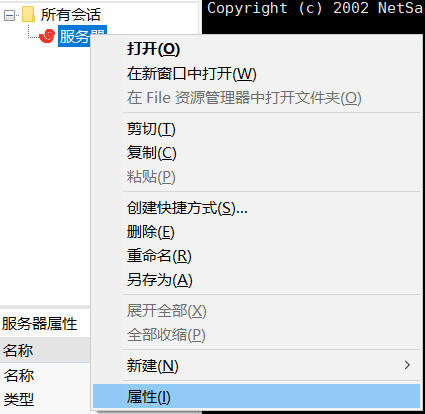 所有会话
Copyright (c) 2002 NetSa
服务器
打开(O)
在新窗口中打开(W)
在 File 资源管理器中打开文件夹(O)
剪切(T)
复制(C)
粘贴(P)
创建快捷方式(S)...
删除(E)
重命名(R)
另存为(A)
展开全部(X)
全部收缩(P)
新建(N)
属性(I)
服务器属性
名称
名称
类型